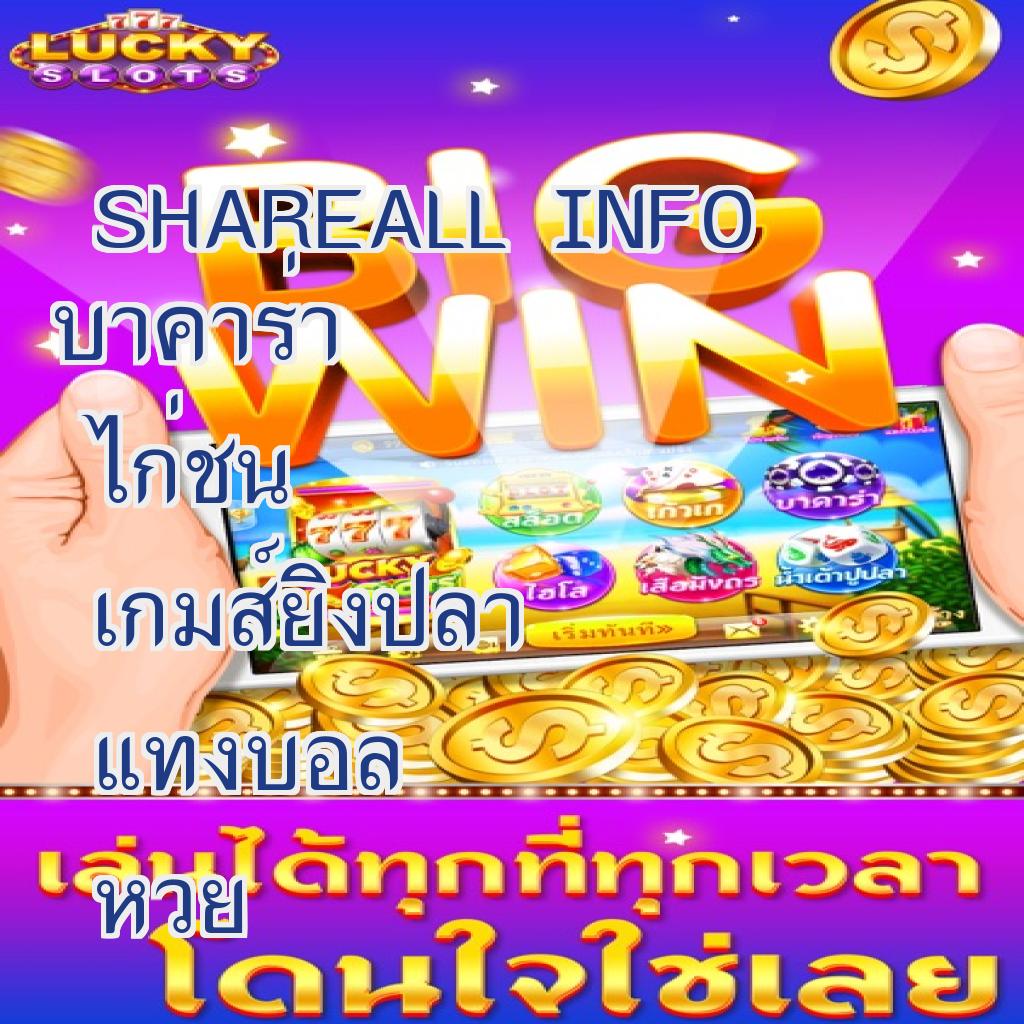 777
LUCKY
SLOTS
BIG
WIN
SHAREALL INFO
บาคาร่า
ไก่ชน
เกมส์ยิงปลา
แทงบอล
หวย
777
สล็อต
เก้าเก
บาคาร่า
ไฮโล
เสือมังกร
น้ำเต้าปูปลา
เริ่มทันที»
เล่นได้ทุกที่ทุกเวลา
โดนใจใช่เลย